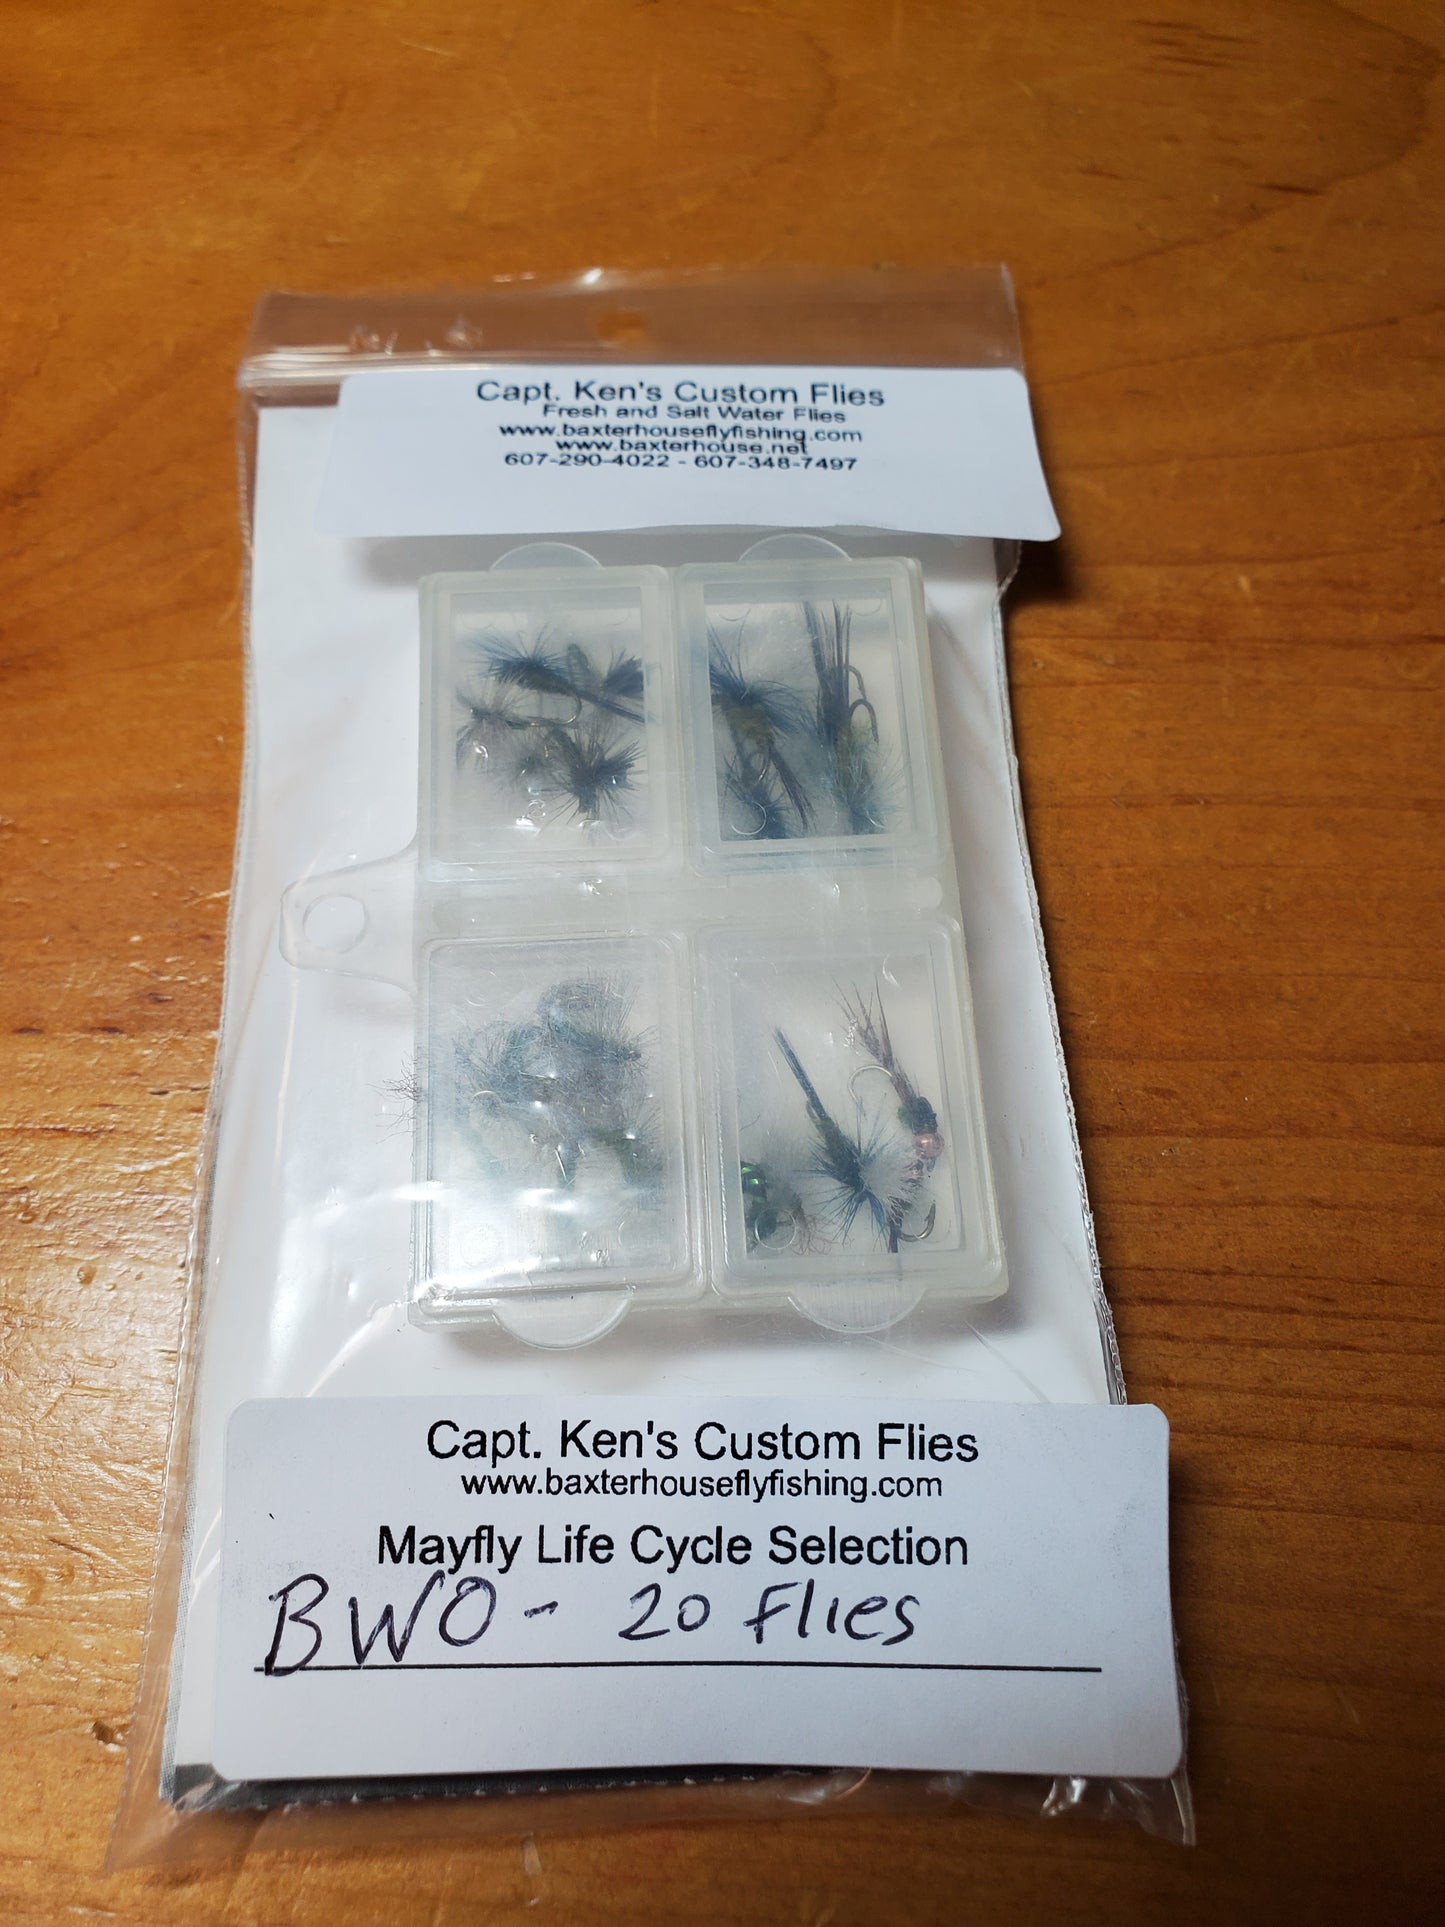 Capt. Ken's Custom Flies
Fresh and Salt Water Flies
www.baxterhouseflyfishing.com
www.baxterhouse.net
607-290-4022 - 607-348-7497
Capt. Ken's Custom Flies
www.baxterhouseflyfishing.com
Mayfly Life Cycle Selection
BWO - 20 Flies